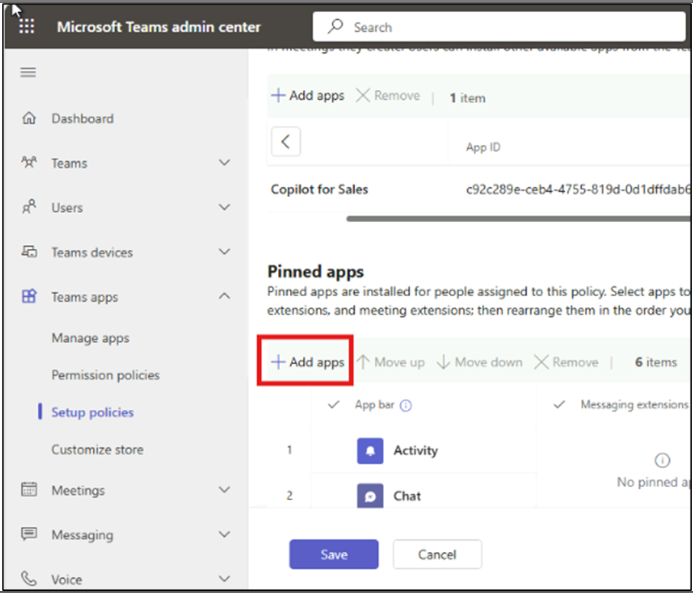 Microsoft Teams admin center
Search
in meetings they create. Users can install other available apps from the
Add apps Remove 1 item
App ID
Copilot for Sales c92c289e-ceb4-4755-819d-0d1dffdab6
Dashboard
Teams
Users
Teams devices
Teams apps
Manage apps
Permission policies
Setup policies
Customize store
Meetings
Messaging
Voice
Pinned apps
Pinned apps are installed for people assigned to this policy. Select apps to
extensions, and meeting extensions; then rearrange them in the order you
Add apps Move up Move down Remove 6 items
App bar Messaging extensions
1 Activity
No pinned
2 Chat
Save Cancel